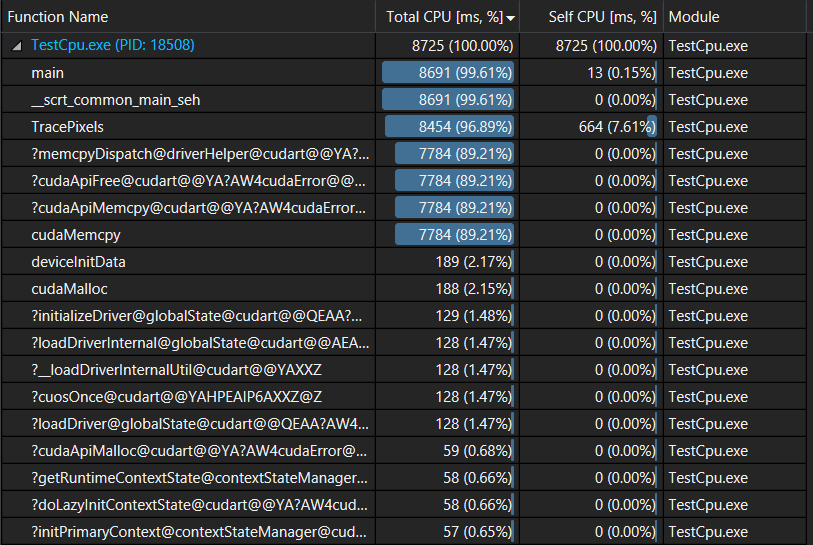 Function Name Total CPU [ms, %] Self CPU [ms, %] Module
TestCpu.exe (PID: 18508) 8725 (100.00%) 8725 (100.00%) TestCpu.exe
main 8691 (99.61%) 13 (0.15%) TestCpu.exe
__scrt_common_main_seh 8691 (99.61%) 0 (0.00%) TestCpu.exe
TracePixels 8454 (96.89%) 664 (7.61%) TestCpu.exe
?memcpyDispatch@driverHelper@cudart@@YA?... 7784 (89.21%) 0 (0.00%) TestCpu.exe
?cudaApiFree@cudart@@YA?AW4cudaError@@... 7784 (89.21%) 0 (0.00%) TestCpu.exe
?cudaApiMemcpy@cudart@@YA?AW4cudaError... 7784 (89.21%) 0 (0.00%) TestCpu.exe
cudaMemcpy 7784 (89.21%) 0 (0.00%) TestCpu.exe
deviceInitData 189 (2.17%) 0 (0.00%) TestCpu.exe
cudaMalloc 188 (2.15%) 0 (0.00%) TestCpu.exe
?initializeDriver@globalState@cudart@@QEAA?... 129 (1.48%) 0 (0.00%) TestCpu.exe
?loadDriverInternal@globalState@cudart@@AEA... 128 (1.47%) 0 (0.00%) TestCpu.exe
?__loadDriverInternalUtil@cudart@@YAXXZ 128 (1.47%) 0 (0.00%) TestCpu.exe
?cuosOnce@cudart@@YAHPEAIP6AXXZ@Z 128 (1.47%) 0 (0.00%) TestCpu.exe
?loadDriver@globalState@cudart@@QEAA?AW4... 128 (1.47%) 0 (0.00%) TestCpu.exe
?cudaApiMalloc@cudart@@YA?AW4cudaError@... 59 (0.68%) 0 (0.00%) TestCpu.exe
?getRuntimeContextState@contextStateManager... 58 (0.66%) 0 (0.00%) TestCpu.exe
?doLazyInitContextState@cudart@@YA?AW4cud... 58 (0.66%) 0 (0.00%) TestCpu.exe
?initPrimaryContext@contextStateManager@cud... 57 (0.65%) 0 (0.00%) TestCpu.exe